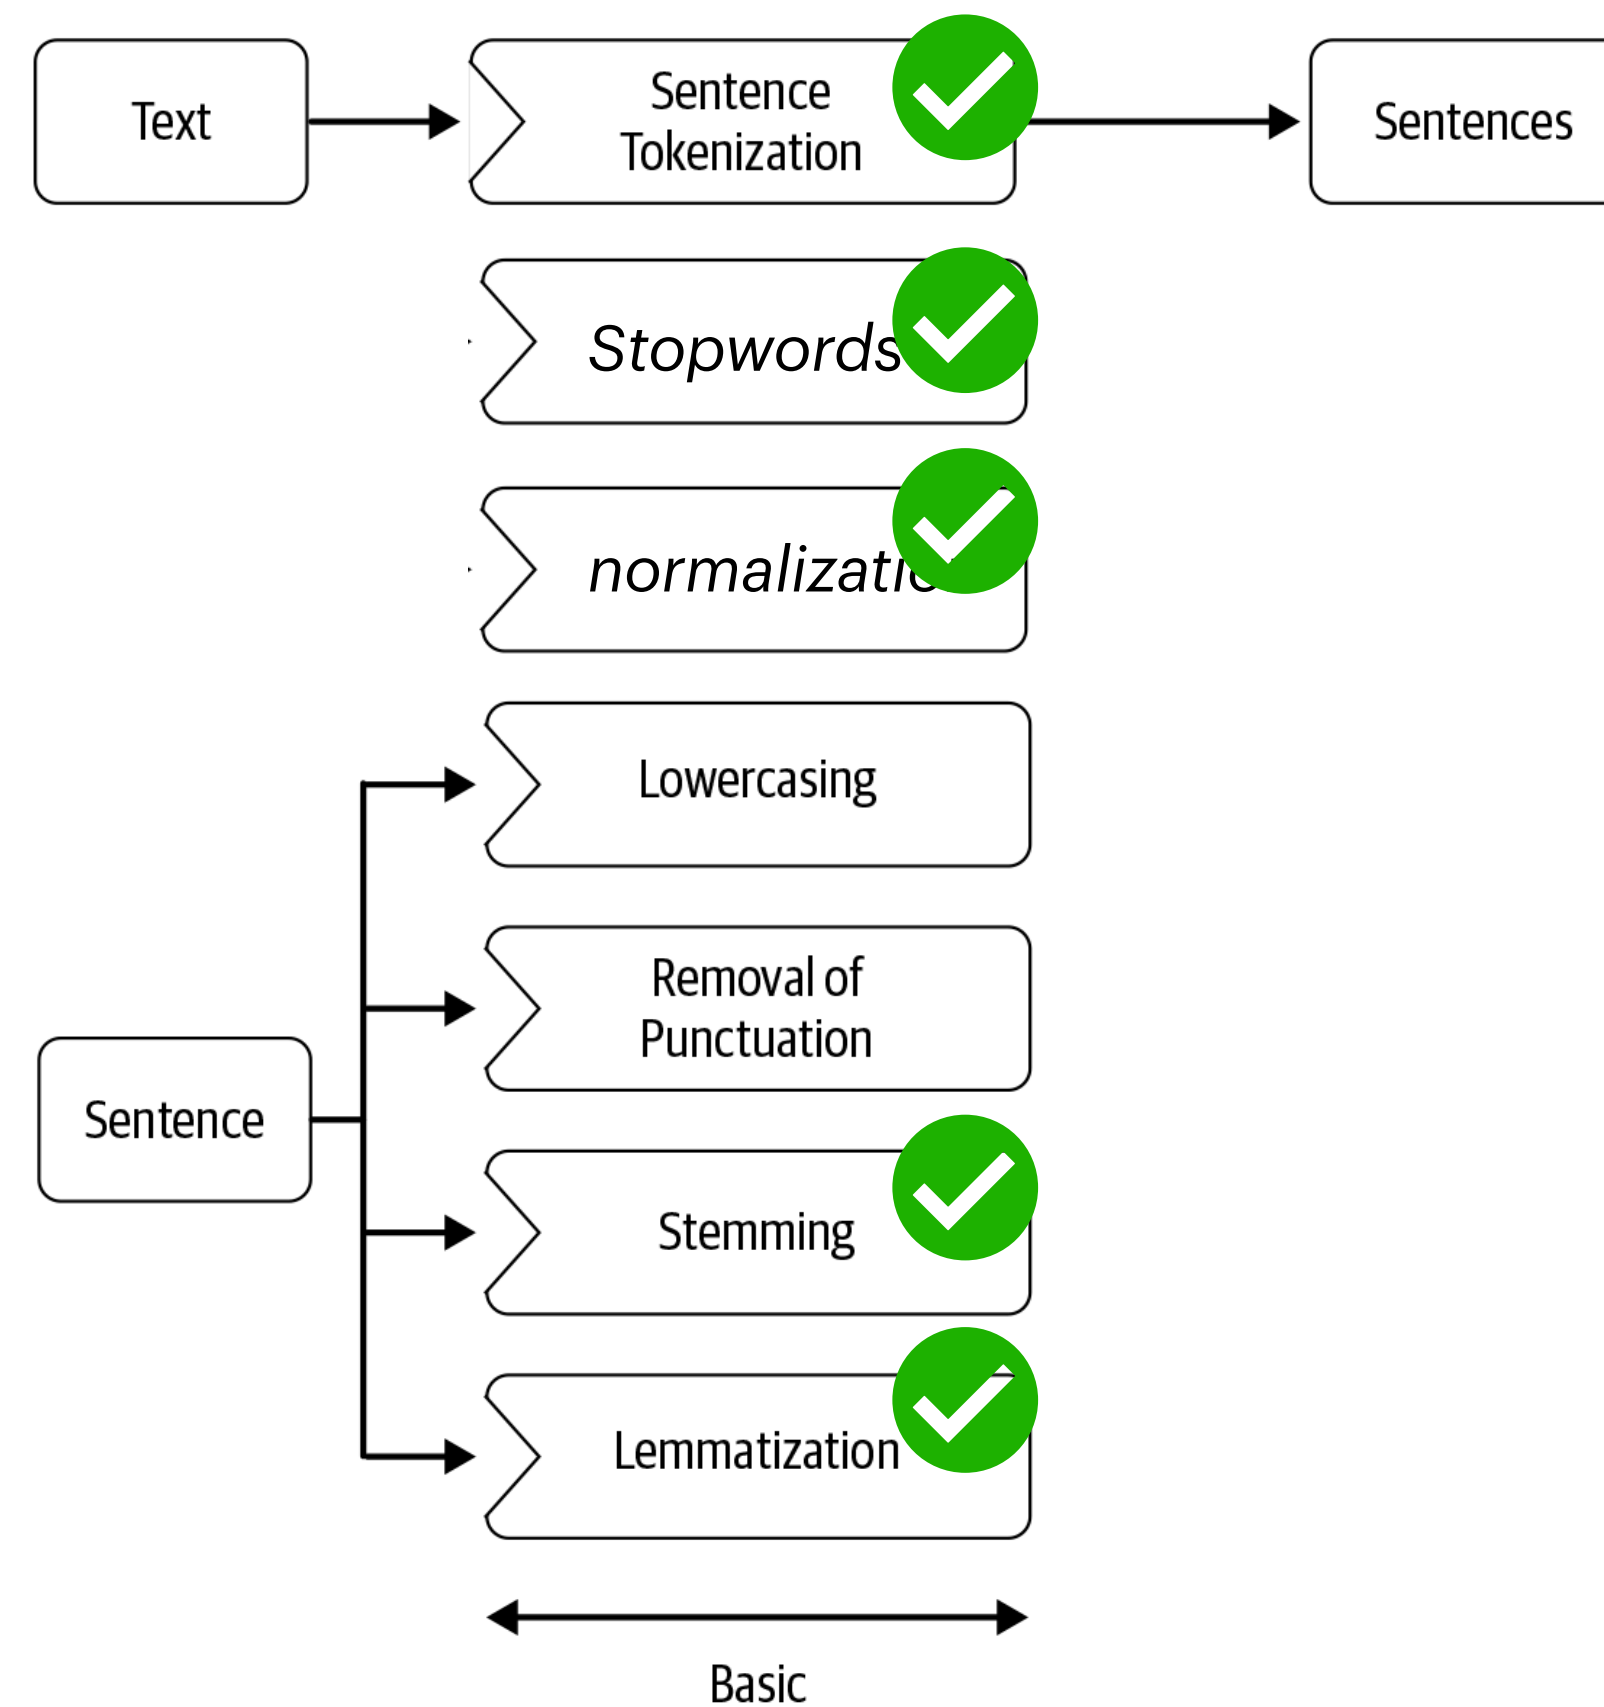 Text
Sentence
Tokenization
Sentences
Stopwords
Lowercasing
Removal of
Punctuation
Sentence
Stemming
Lemmatization
Basic